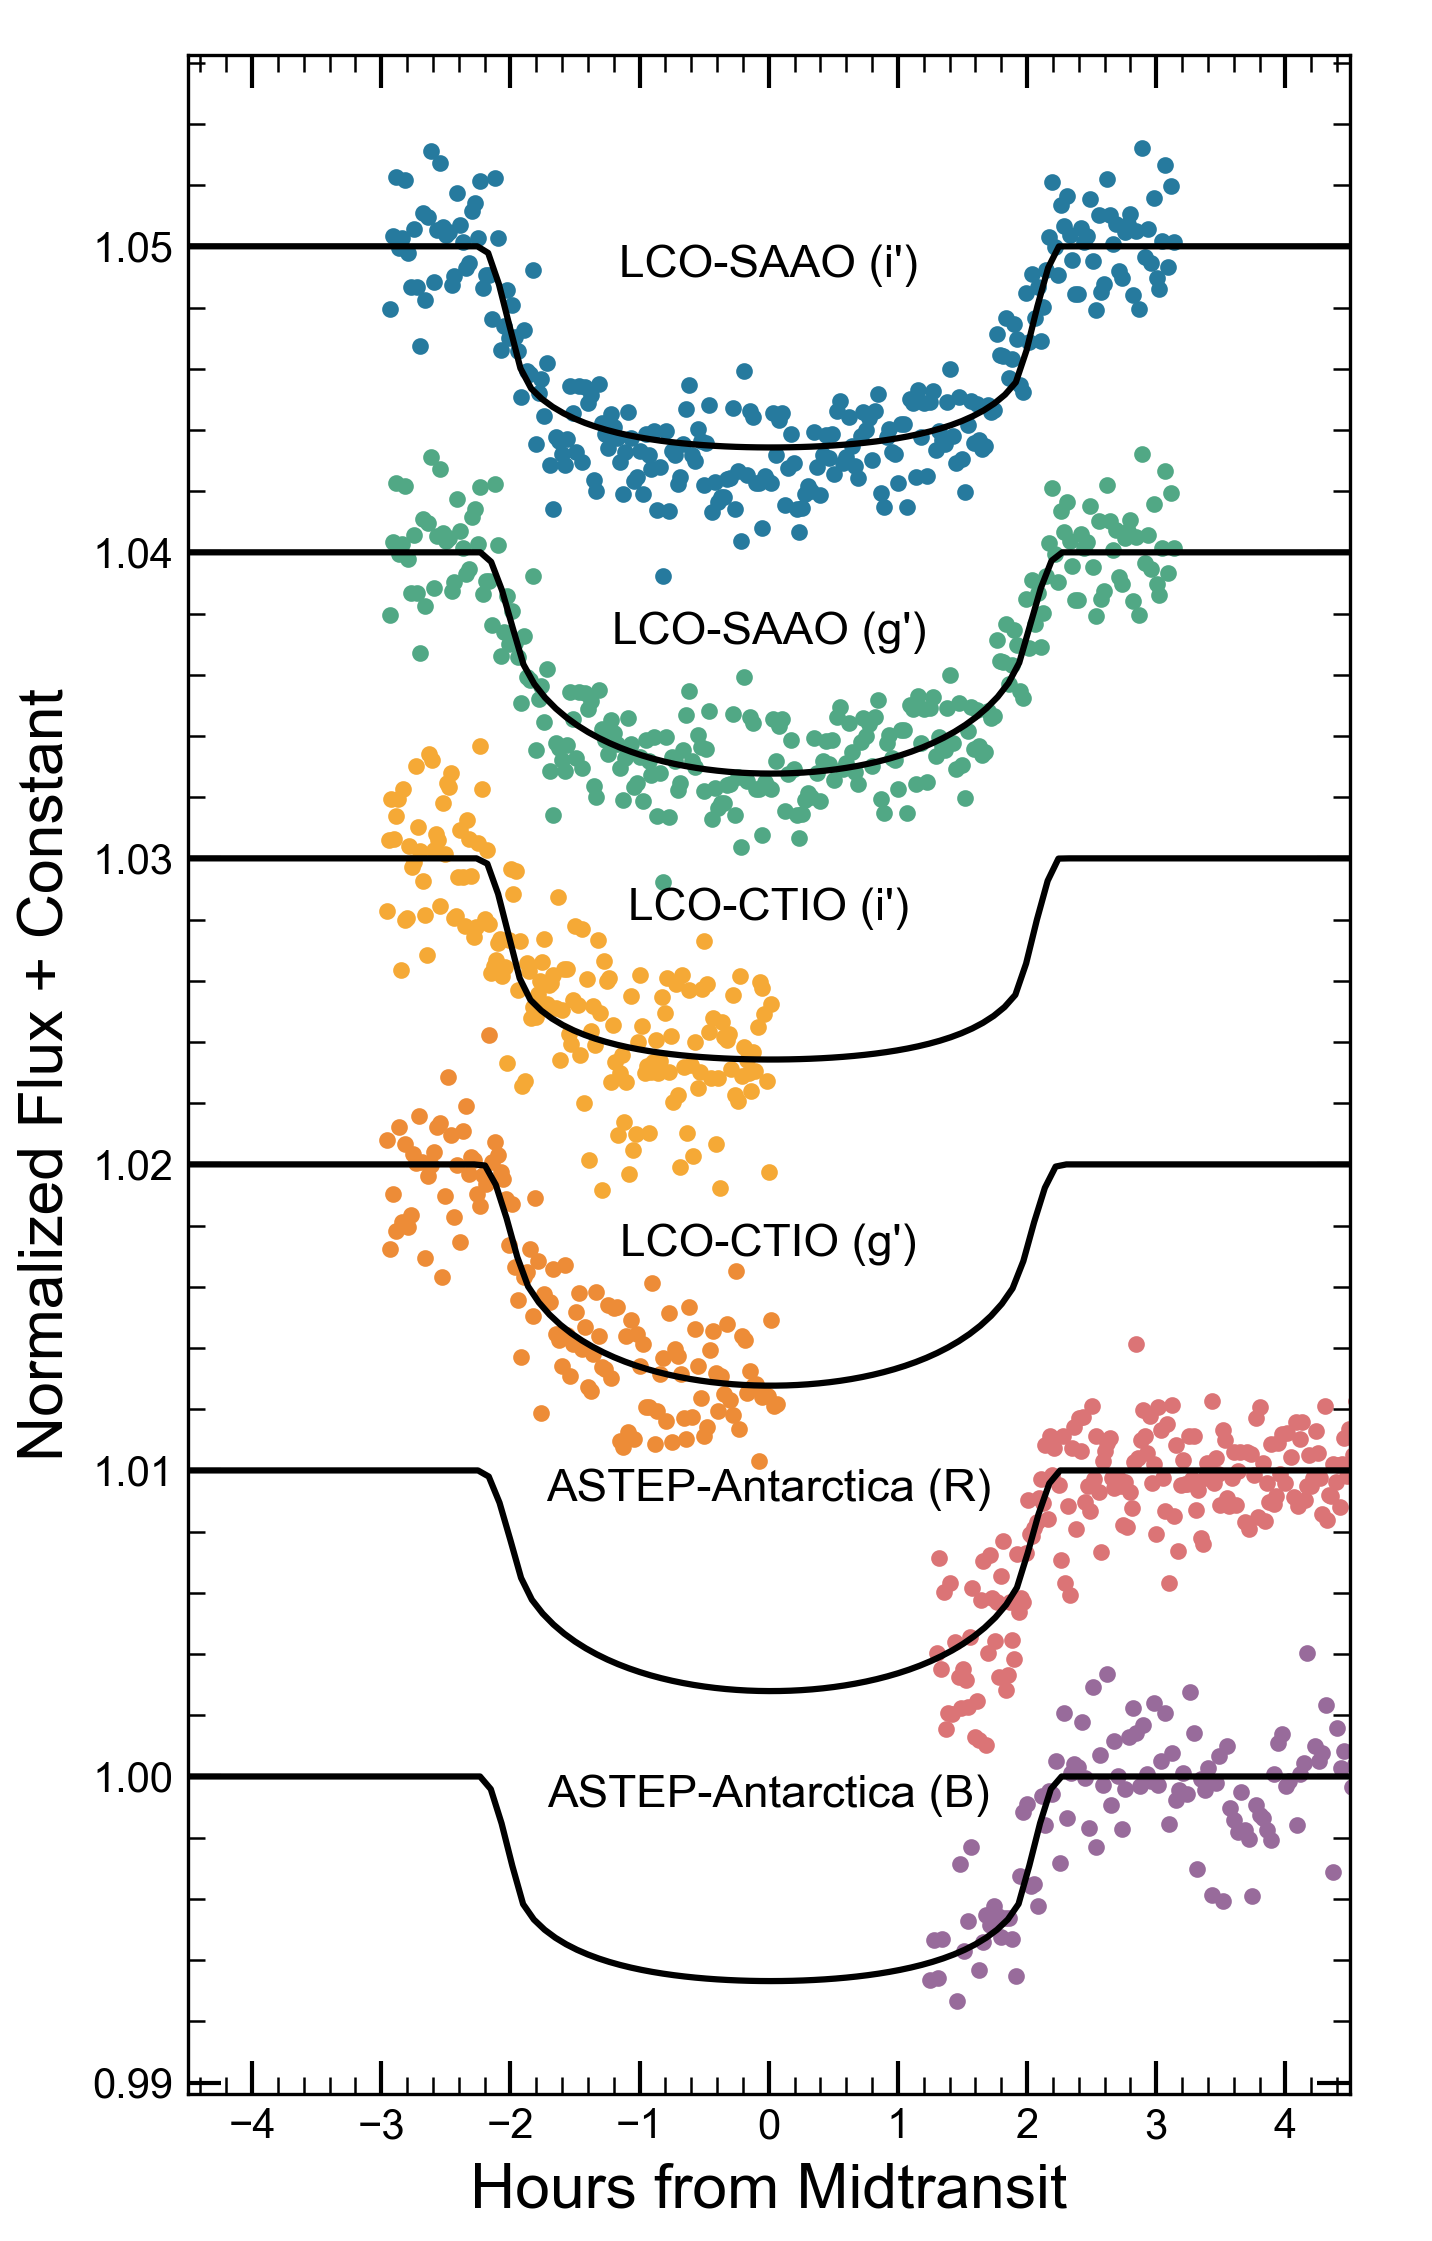 1.05
LCO-SAAO (i')
1.04
LCO-SAAO (g')
1.03
LCO-CTIO (i')
1.02
LCO-CTIO (g')
1.01
ASTEP-Antarctica (R)
1.00
ASTEP-Antarctica (B)
0.99
Normalized Flux + Constant
−4 −3 −2 −1 0 1 2 3 4
Hours from Midtransit